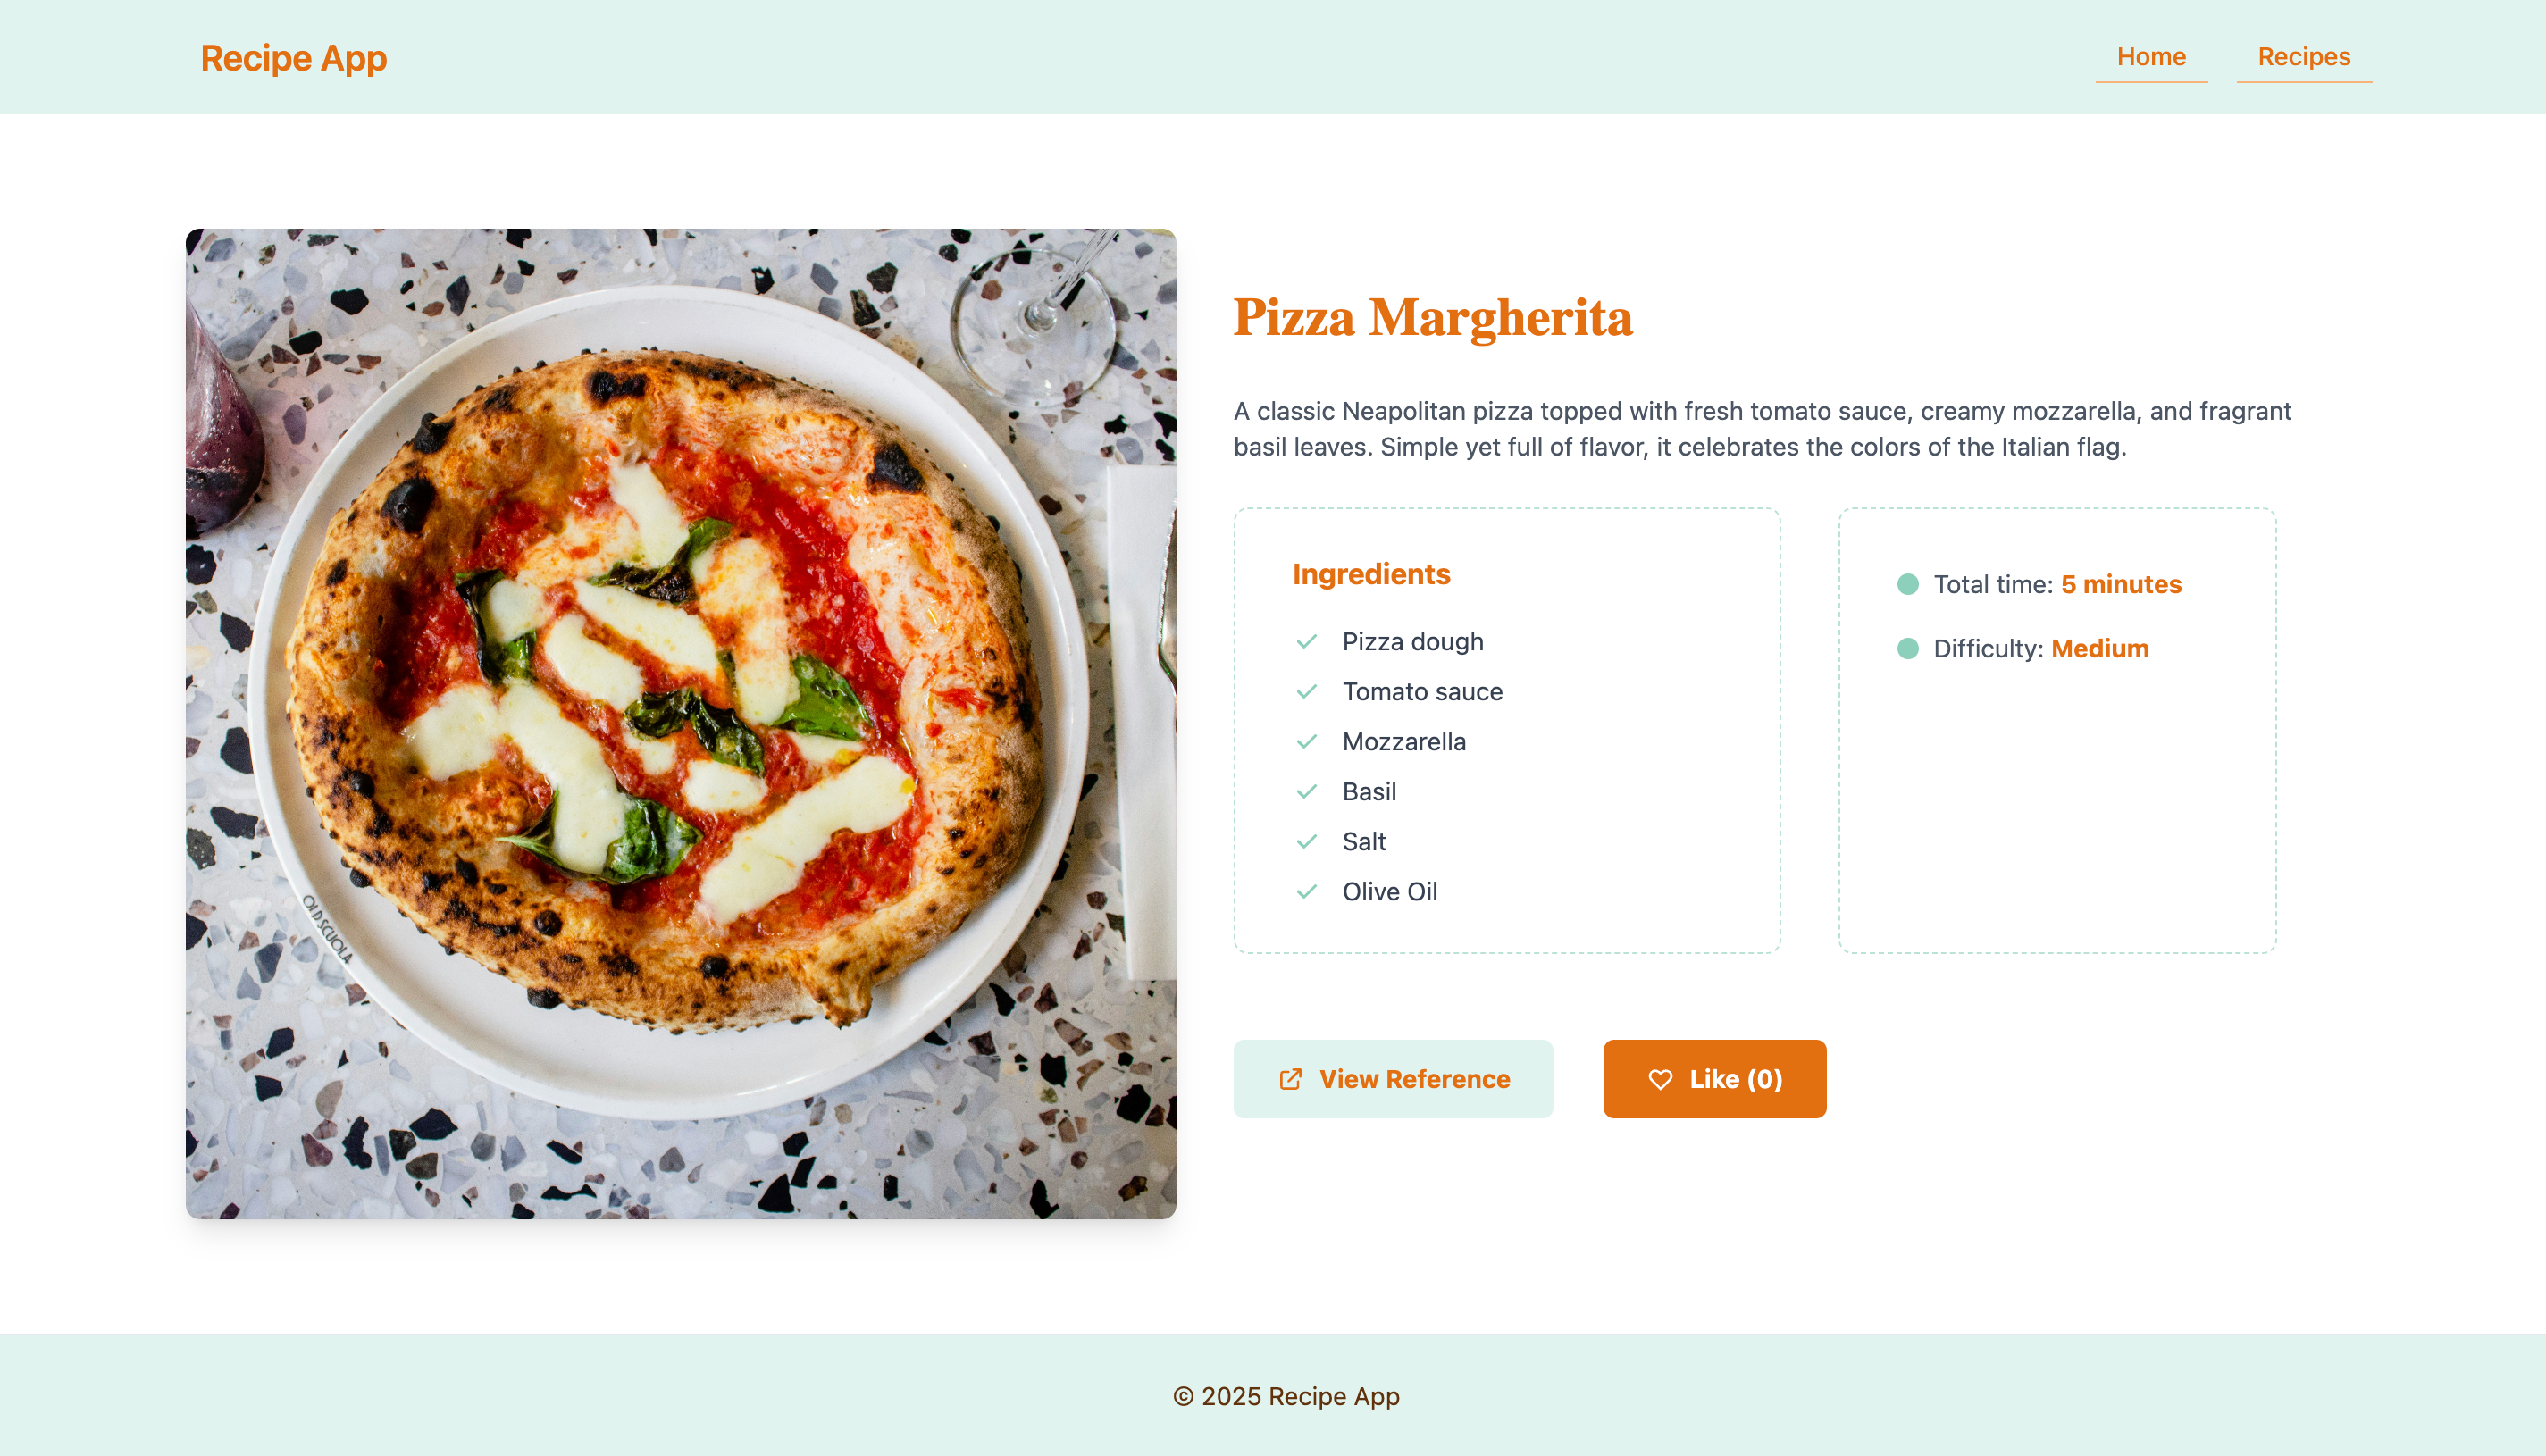 Recipe App
Home
Recipes
Pizza Margherita
A classic Neapolitan pizza topped with fresh tomato sauce, creamy mozzarella, and fragrant
basil leaves. Simple yet full of flavor, it celebrates the colors of the Italian flag.
Ingredients
Pizza dough
Tomato sauce
Mozzarella
Basil
Salt
Olive Oil
Total time: 5 minutes
Difficulty: Medium
OLD SCUOLA
View Reference
Like (0)
© 2025 Recipe App